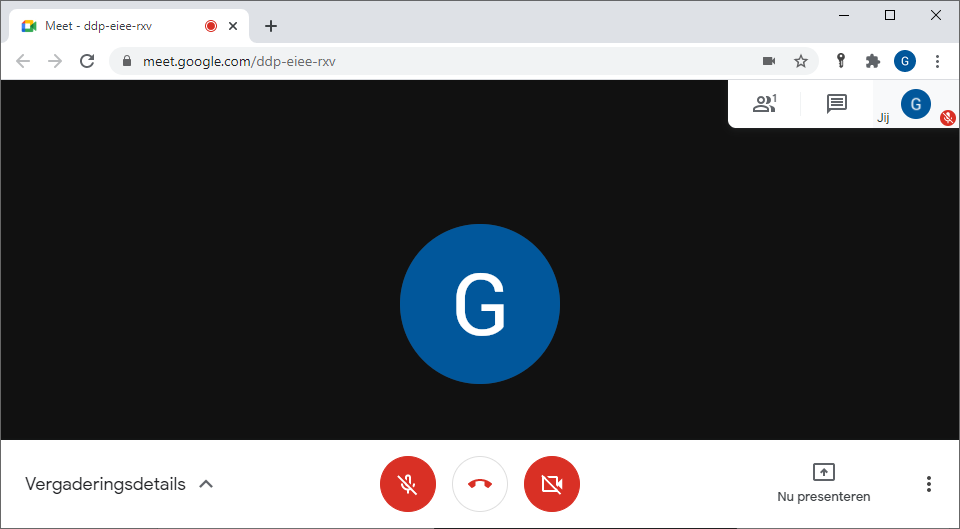 Meet - ddp-eiee-rxv
meet.google.com/ddp-eiee-rxv
G
1
Jij
G
G
Vergaderingsdetails
Nu presenteren